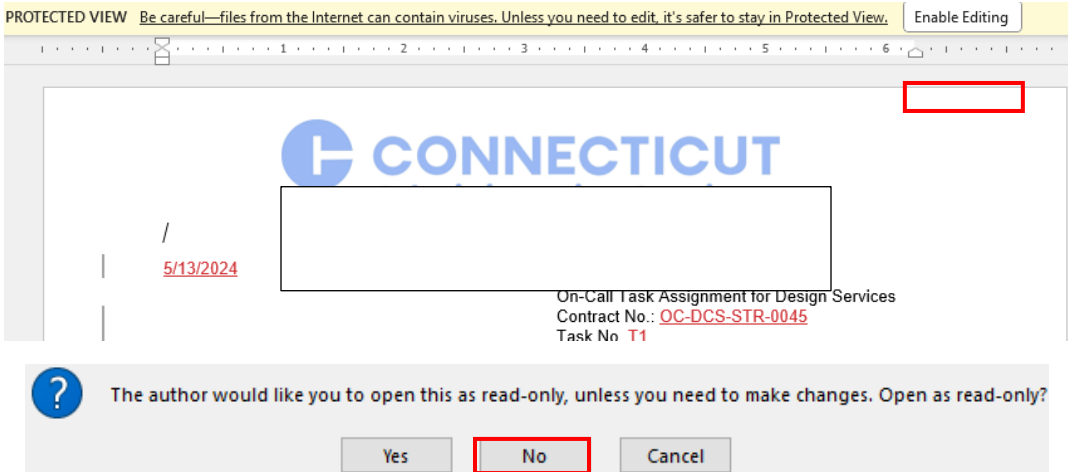 PROTECTED VIEW Be careful—files from the Internet can contain viruses. Unless you need to edit, it's safer to stay in Protected View. Enable Editing
1 2 3 4 5 6
CONNECTICUT
/
5/13/2024
On-Call Task Assignment for Design Services
Contract No.: OC-DCS-STR-0045
Task No. T1
? The author would like you to open this as read-only, unless you need to make changes. Open as read-only?
Yes No Cancel